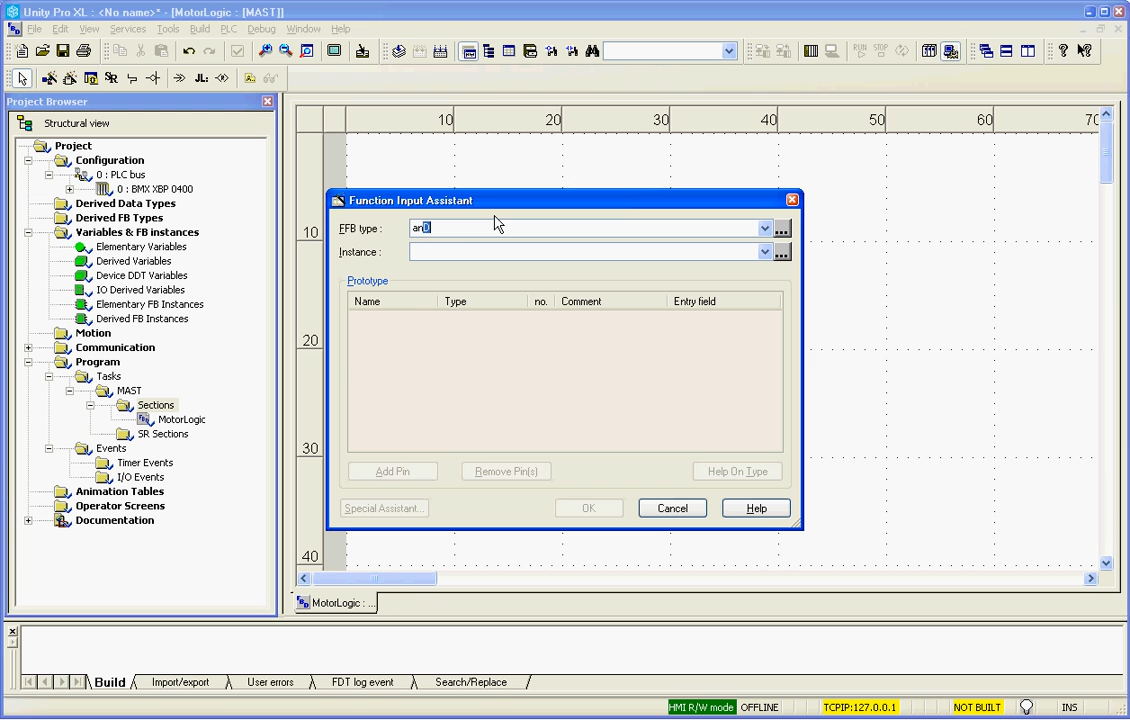 Unity Pro XL : <No name>* - [MotorLogic : [MAST]]
File Edit View Services Tools Build PLC Debug Window Help
RUN STOP
SR JL:
Project Browser
Structural view
Project
Configuration
0 : PLC bus
0 : BMX XBP 0400
Derived Data Types
Derived FB Types
Variables & FB instances
Elementary Variables
Derived Variables
Device DDT Variables
IO Derived Variables
Elementary FB Instances
Derived FB Instances
Motion
Communication
Program
Tasks
MAST
Sections
MotorLogic
SR Sections
Events
Timer Events
I/O Events
Animation Tables
Operator Screens
Documentation
10 20 30 40 50 60 70
10
20
30
40
Function Input Assistant
FFB type : anD
Instance :
Prototype
Name Type no. Comment Entry field
Add Pin Remove Pin(s) Help On Type
Special Assistant... OK Cancel Help
MotorLogic : ...
Build Import/export User errors FDT log event Search/Replace
HMI R/W mode OFFLINE TCPIP:127.0.0.1 NOT BUILT INS